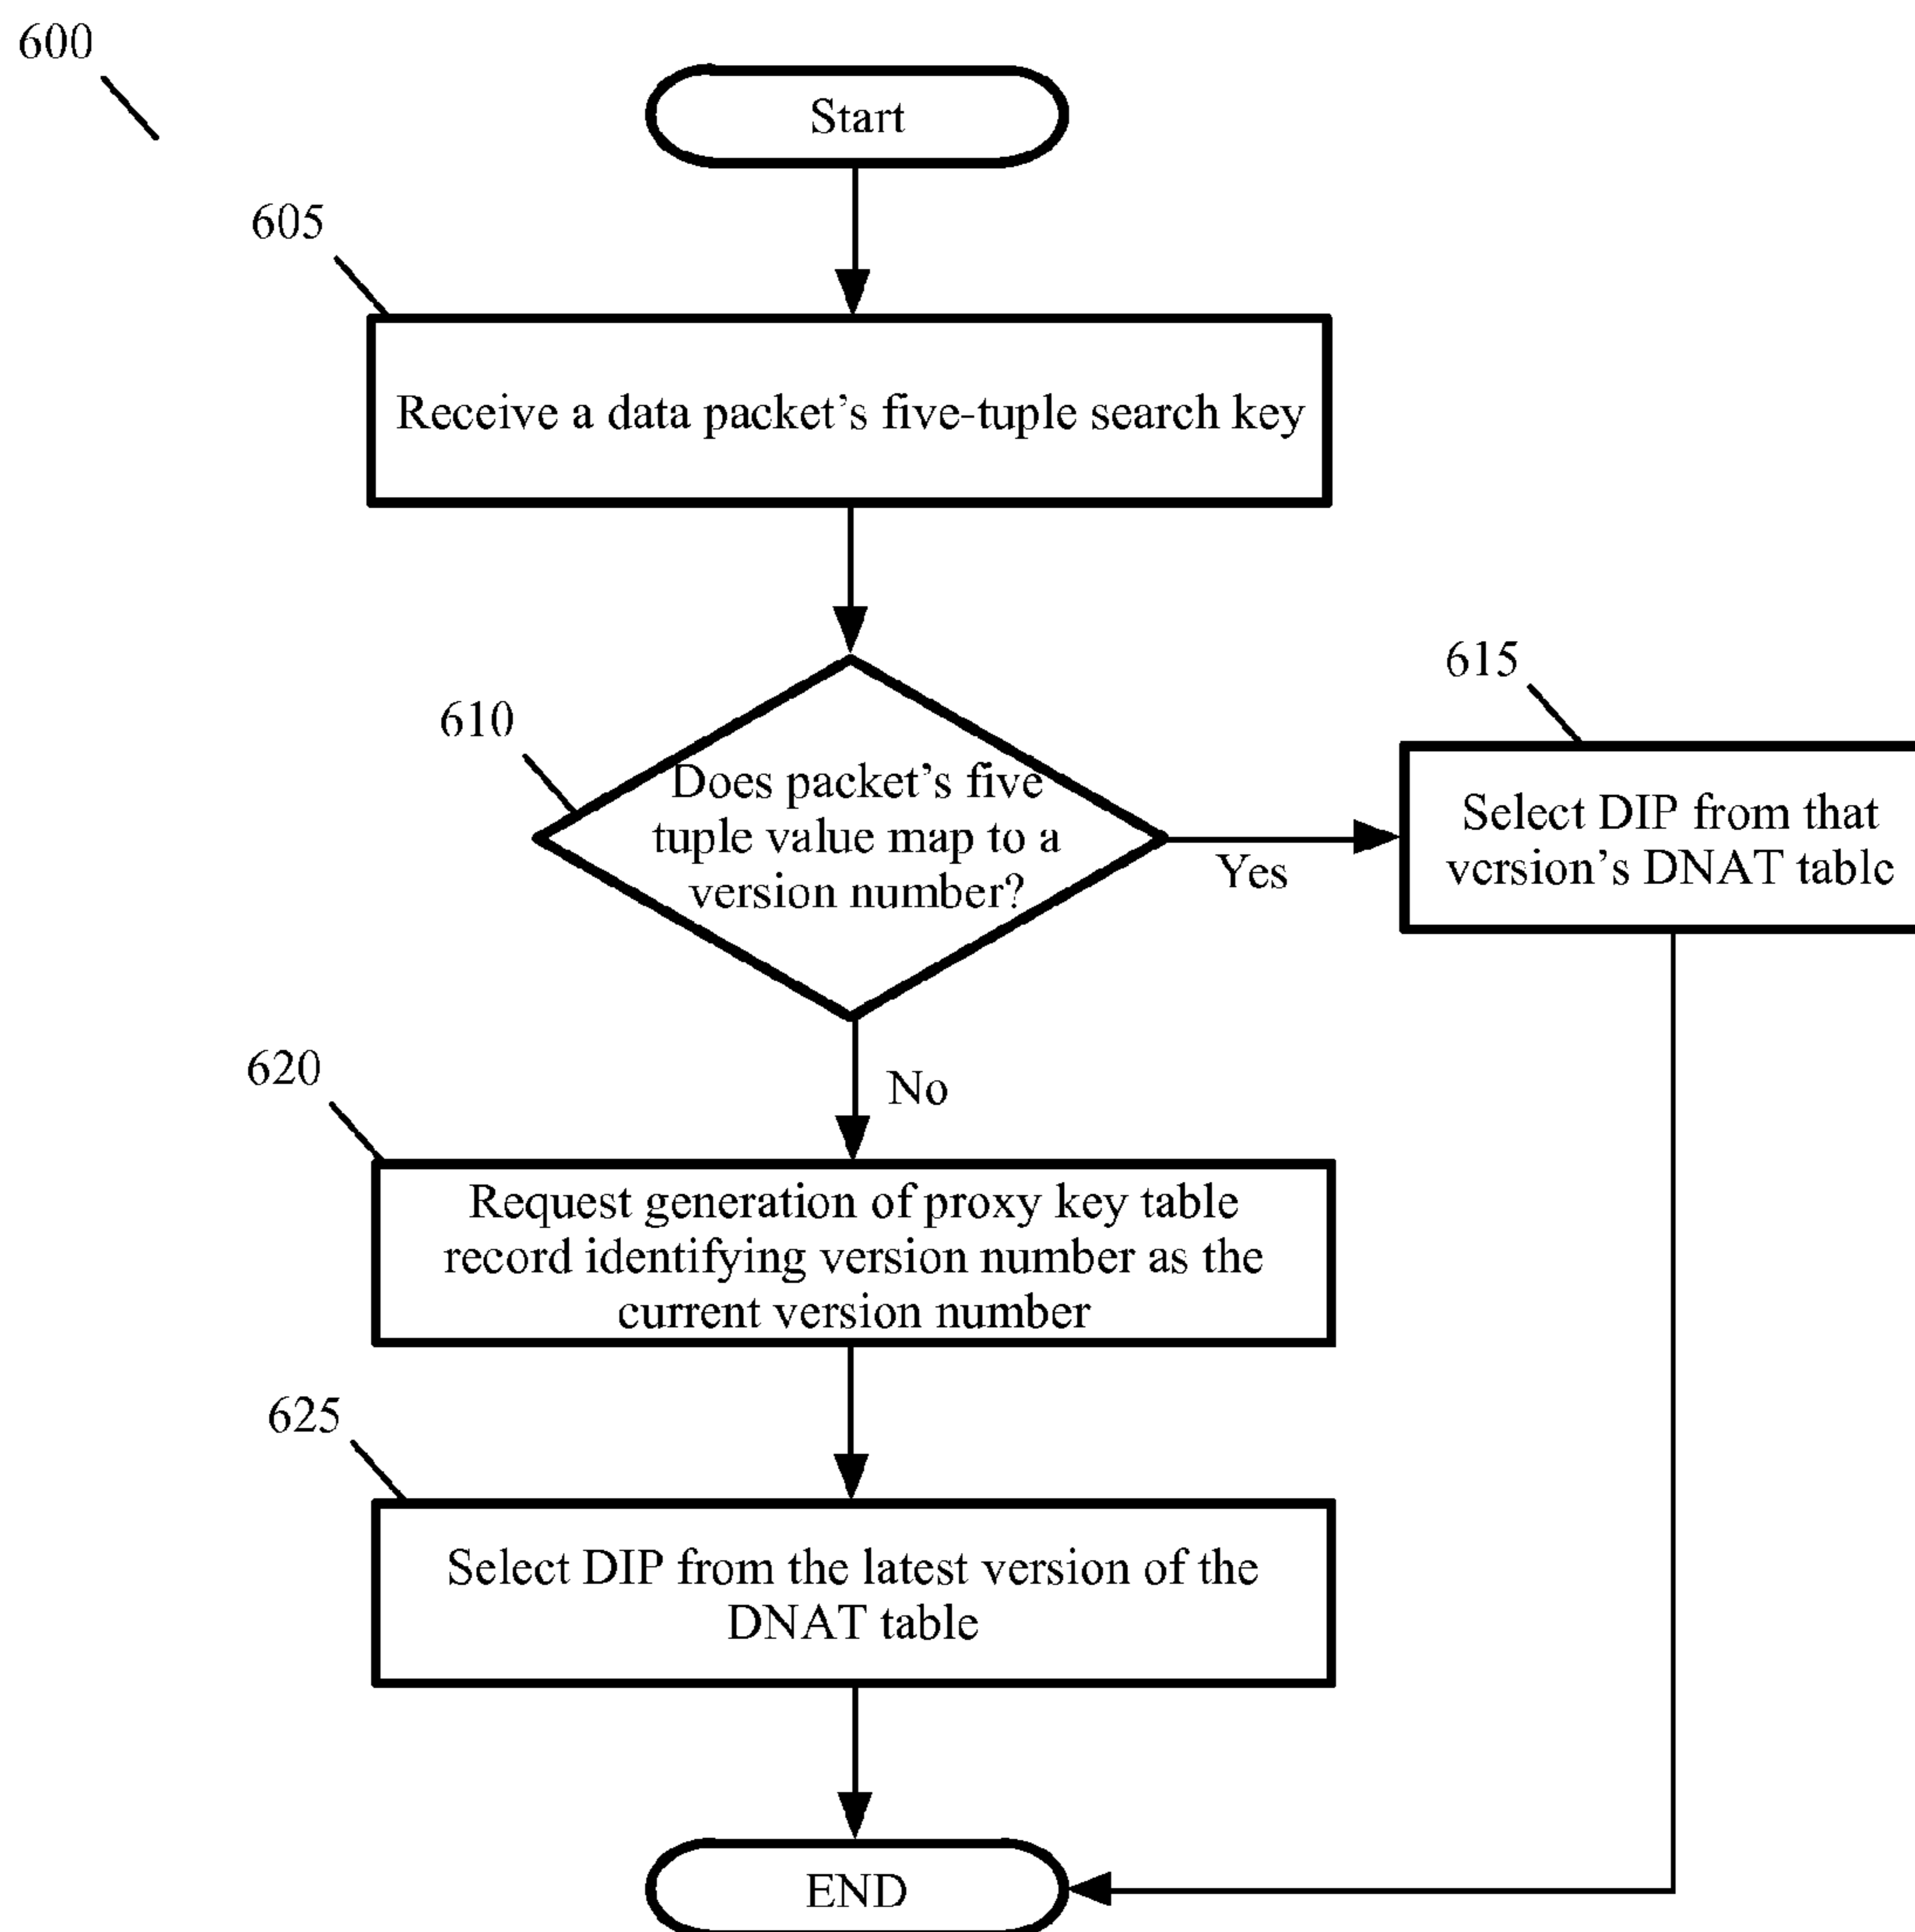 600
Start
605
Receive a data packet’s five-tuple search key
610
Does packet’s five
tuple value map to a
version number?
Yes
615
Select DIP from that
version’s DNAT table
620
No
Request generation of proxy key table
record identifying version number as the
current version number
625
Select DIP from the latest version of the
DNAT table
END